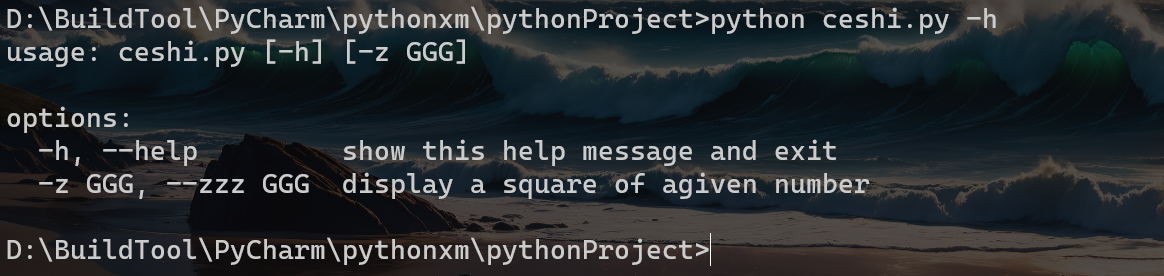 D:\BuildTool\PyCharm\pythonxm\pythonProject>python ceshi.py -h
usage: ceshi.py [-h] [-z GGG]
options:
-h, --help show this help message and exit
-z GGG, --zzz GGG display a square of agiven number
D:\BuildTool\PyCharm\pythonxm\pythonProject>